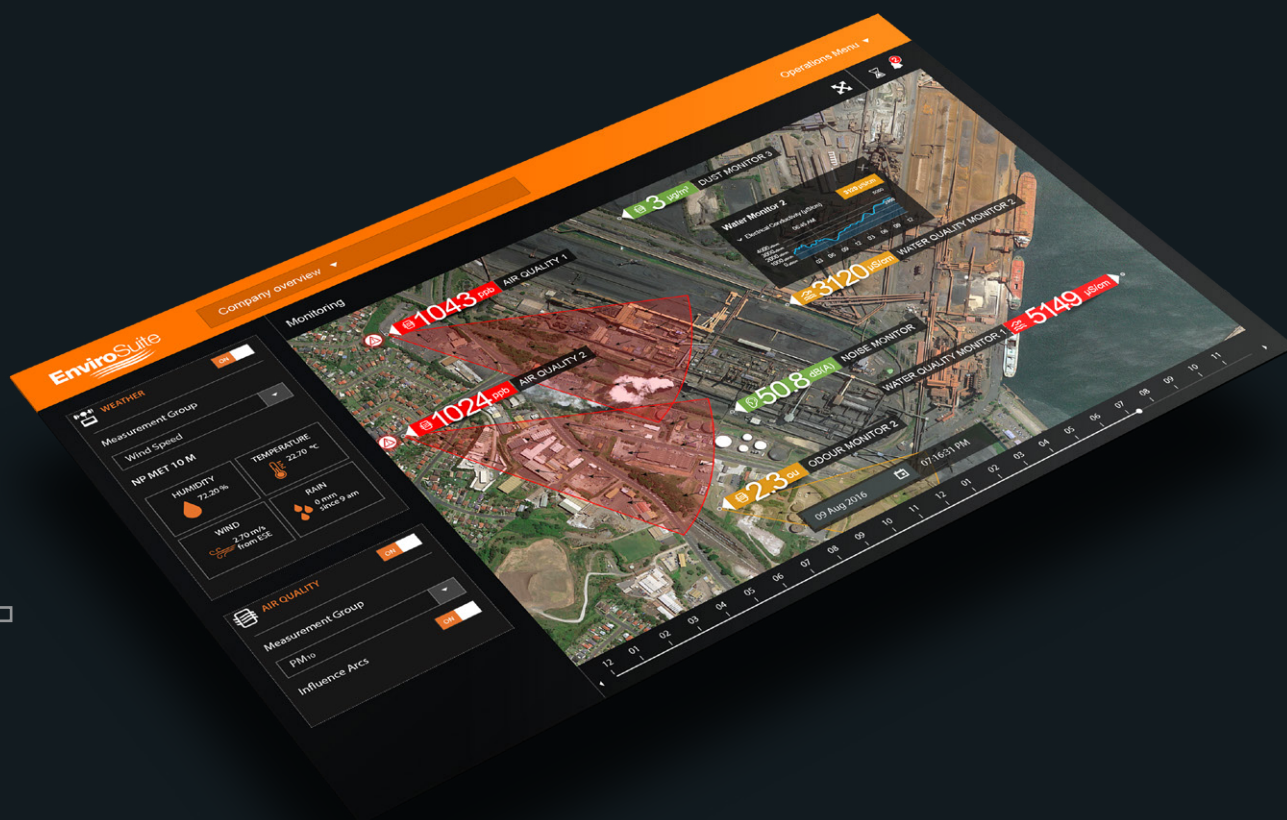 Operations Menu
2
Company overview
EnviroSuite
Monitoring
WEATHER
ON
Measurement Group
Wind Speed
NP MET 10 M
HUMIDITY
72.20 %
TEMPERATURE
22.70 °C
WIND
2.70 m/s
from ESE
RAIN
0 mm
since 9 am
AIR QUALITY
ON
Measurement Group
PM10
Influence Arcs
ON
3 µg/m³ DUST MONITOR 3
Water Monitor 2
Electrical Conductivity (µS/cm)
3120 µS/cm WATER QUALITY MONITOR 2
1043 ppb AIR QUALITY 1
1024 ppb AIR QUALITY 2
50.8 dB(A) NOISE MONITOR
WATER QUALITY MONITOR 1 5149 µS/cm
2.3 ou ODOUR MONITOR 2
09 Aug 2016 07:16:31 PM
12 01 02 03 04 05 06 07 08 09 10 11 12 01 02 03 04 05 06 07 08 09 10 11